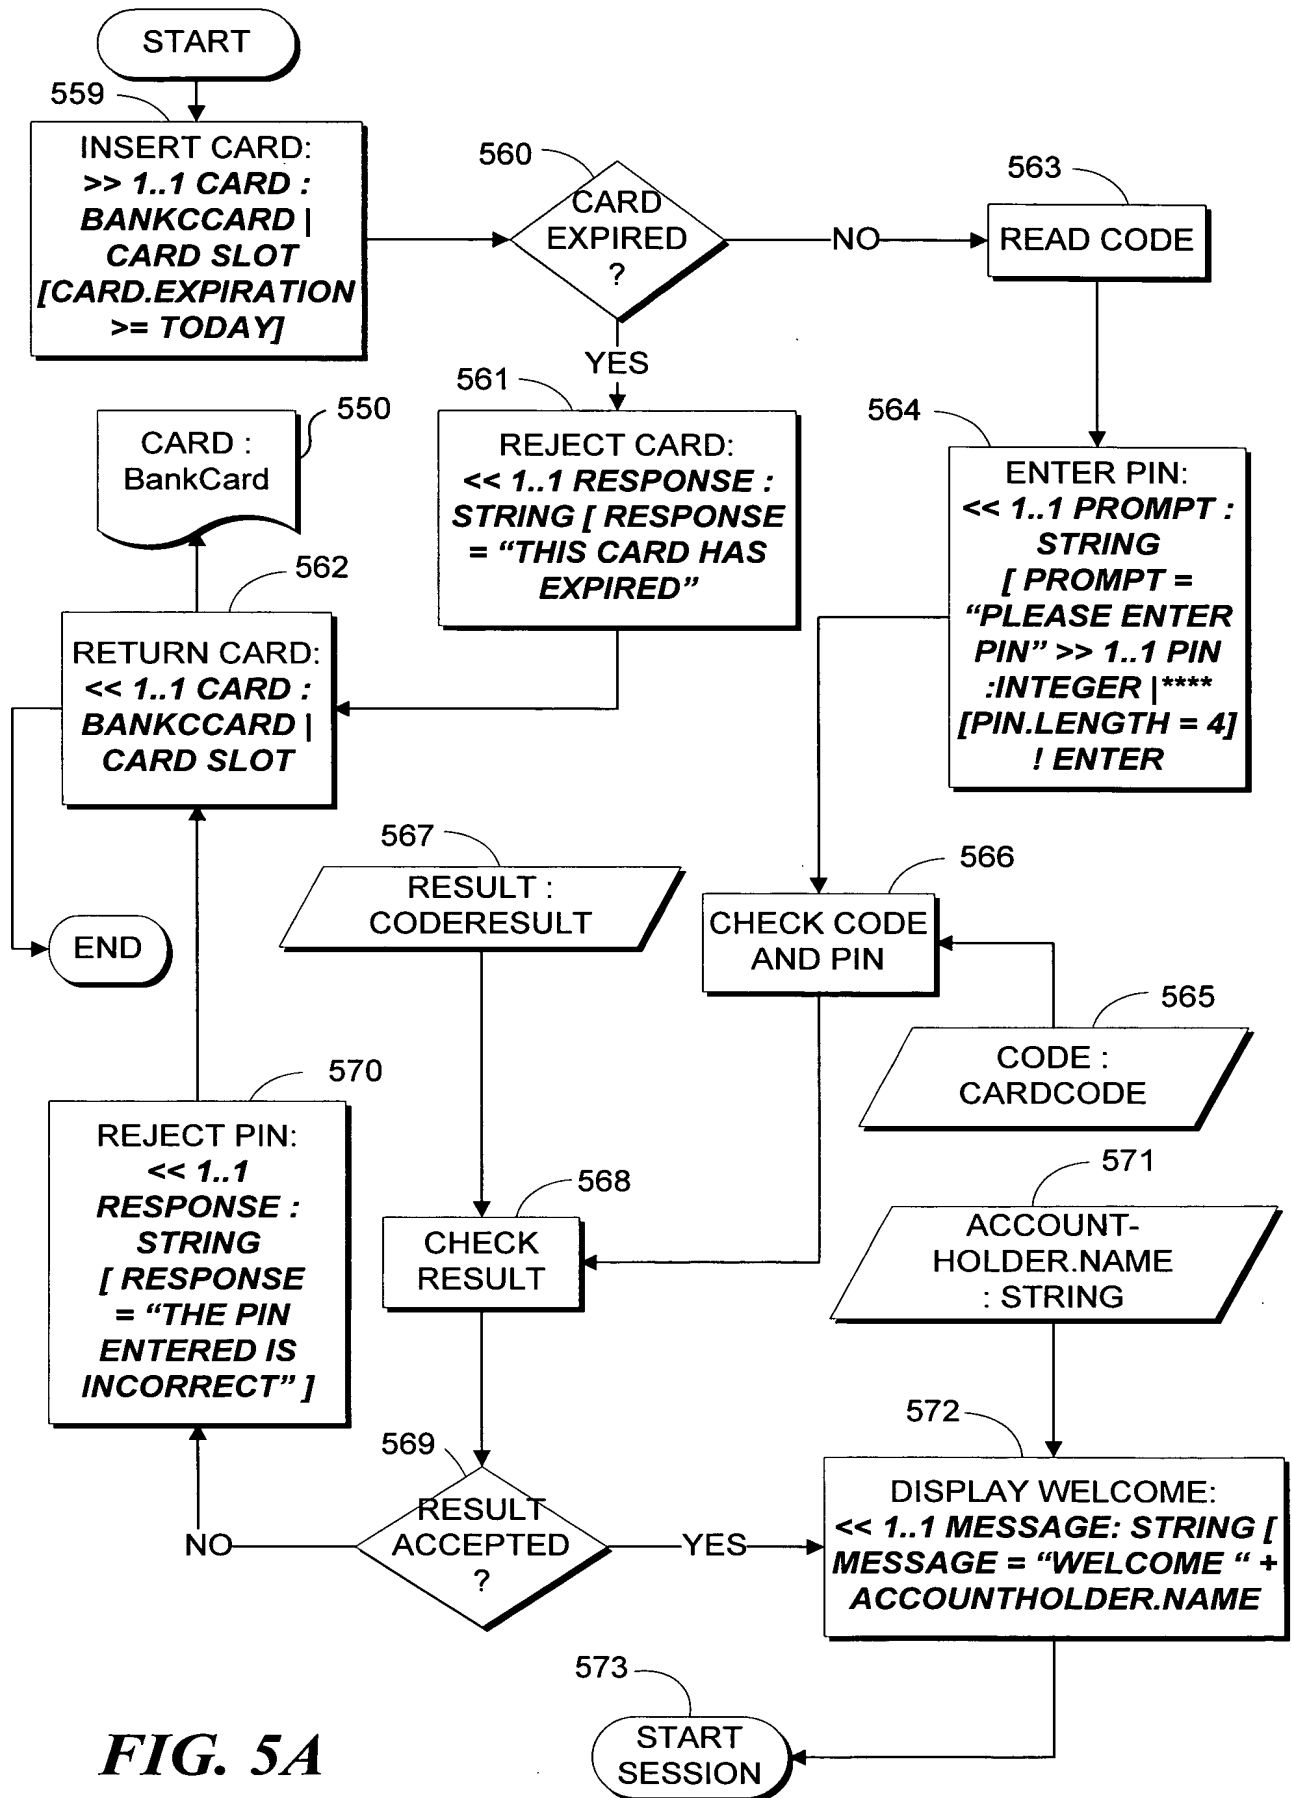 START
559
INSERT CARD:
>> 1..1 CARD :
BANKCCARD |
CARD SLOT
[CARD.EXPIRATION
>= TODAY]
560
CARD
EXPIRED
?
NO
563
READ CODE
YES
561
REJECT CARD:
<< 1..1 RESPONSE :
STRING [ RESPONSE
= “THIS CARD HAS
EXPIRED”
550
CARD :
BankCard
564
ENTER PIN:
<< 1..1 PROMPT :
STRING
[ PROMPT =
“PLEASE ENTER
PIN” >> 1..1 PIN
:INTEGER |****
[PIN.LENGTH = 4]
! ENTER
562
RETURN CARD:
<< 1..1 CARD :
BANKCCARD |
CARD SLOT
END
567
RESULT :
CODERESULT
566
CHECK CODE
AND PIN
565
CODE :
CARDCODE
570
REJECT PIN:
<< 1..1
RESPONSE :
STRING
[ RESPONSE
= “THE PIN
ENTERED IS
INCORRECT” ]
568
CHECK
RESULT
571
ACCOUNT-
HOLDER.NAME
: STRING
569
RESULT
ACCEPTED
?
NO
YES
572
DISPLAY WELCOME:
<< 1..1 MESSAGE: STRING [
MESSAGE = “WELCOME “ +
ACCOUNTHOLDER.NAME
573
START
SESSION
FIG. 5A